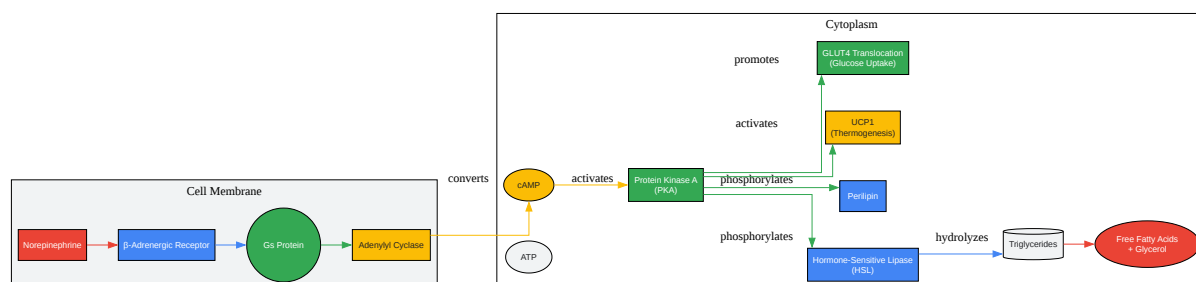 Cytoplasm
GLUT4 Translocation
(Glucose Uptake)
promotes
UCP1
(Thermogenesis)
activates
converts
cAMP
activates
Protein Kinase A
(PKA)
phosphorylates
Perilipin
Cell Membrane
Norepinephrine
β-Adrenergic Receptor
Gs Protein
Adenylyl Cyclase
ATP
phosphorylates
Hormone-Sensitive Lipase
(HSL)
hydrolyzes
Triglycerides
Free Fatty Acids
+ Glycerol